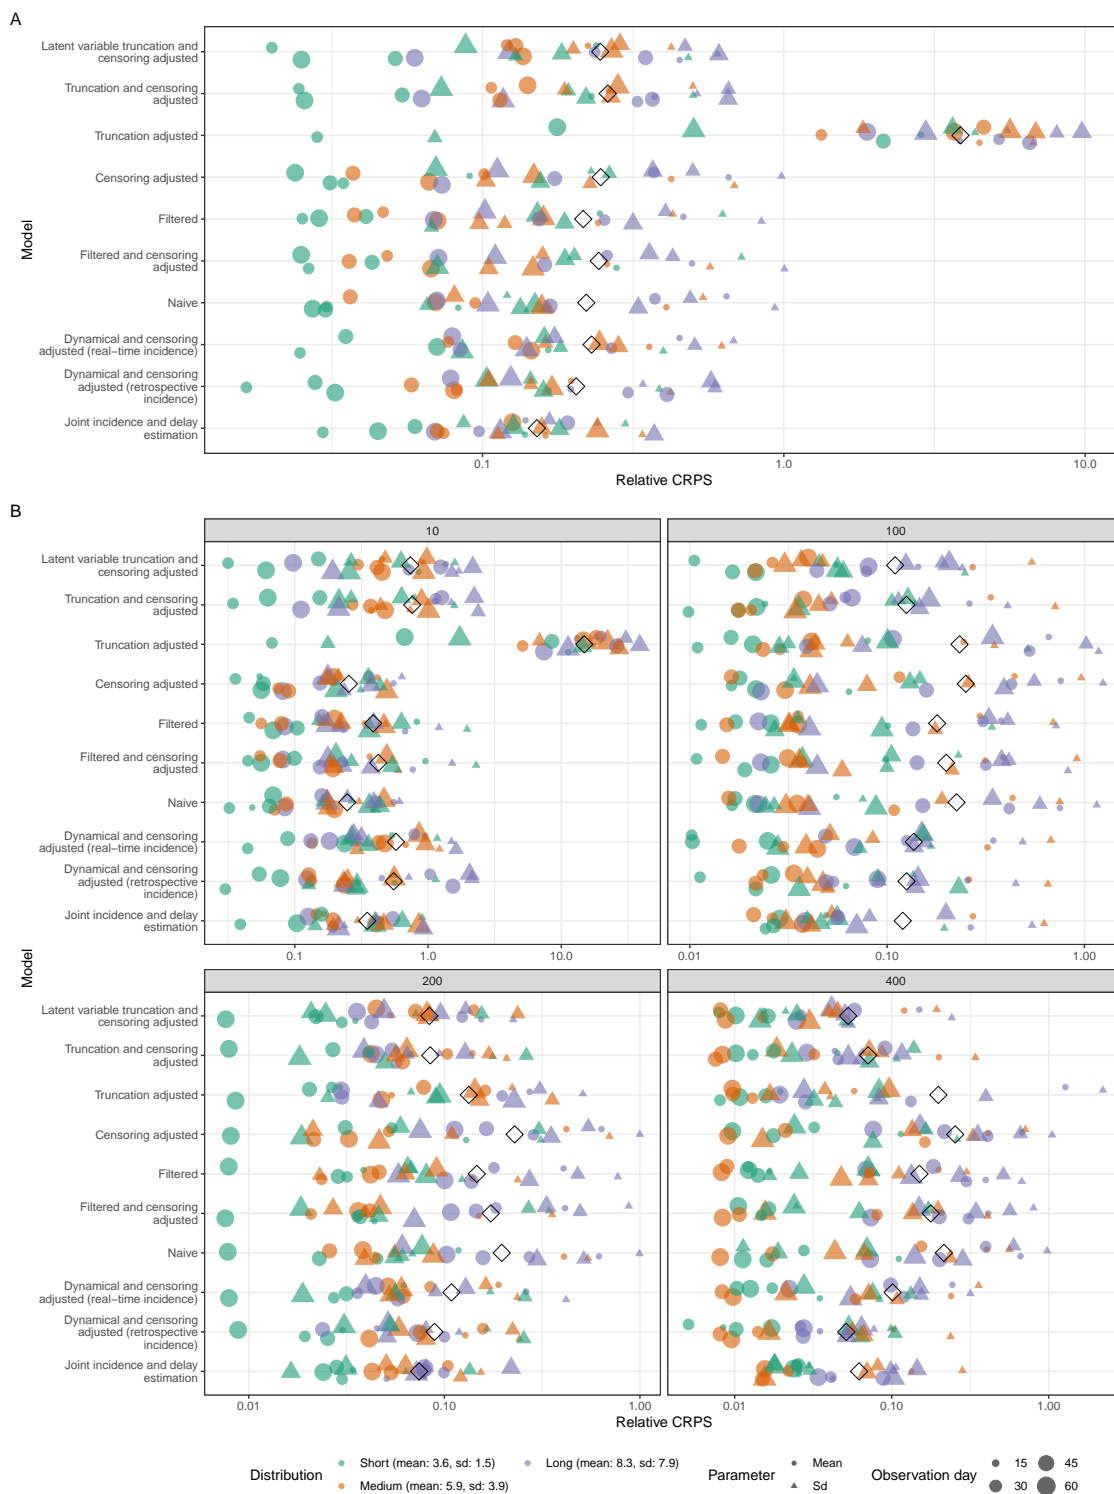 A
Latent variable truncation and
censoring adjusted
Truncation and censoring
adjusted
Truncation adjusted
Censoring adjusted
Filtered
Filtered and censoring
adjusted
Naive
Dynamical and censoring
adjusted (real−time incidence)
Dynamical and censoring
adjusted (retrospective
incidence)
Joint incidence and delay
estimation
Model
0.1 1.0 10.0
Relative CRPS
B
10 100
Latent variable truncation and
censoring adjusted
Truncation and censoring
adjusted
Truncation adjusted
Censoring adjusted
Filtered
Filtered and censoring
adjusted
Naive
Dynamical and censoring
adjusted (real−time incidence)
Dynamical and censoring
adjusted (retrospective
incidence)
Joint incidence and delay
estimation
0.1 1.0 10.0 0.01 0.10 1.00
Model
200 400
Latent variable truncation and
censoring adjusted
Truncation and censoring
adjusted
Truncation adjusted
Censoring adjusted
Filtered
Filtered and censoring
adjusted
Naive
Dynamical and censoring
adjusted (real−time incidence)
Dynamical and censoring
adjusted (retrospective
incidence)
Joint incidence and delay
estimation
0.01 0.10 1.00 0.01 0.10 1.00
Relative CRPS
Distribution
Short (mean: 3.6, sd: 1.5)
Medium (mean: 5.9, sd: 3.9)
Long (mean: 8.3, sd: 7.9)
Parameter
Mean
Sd
Observation day
15
30
45
60